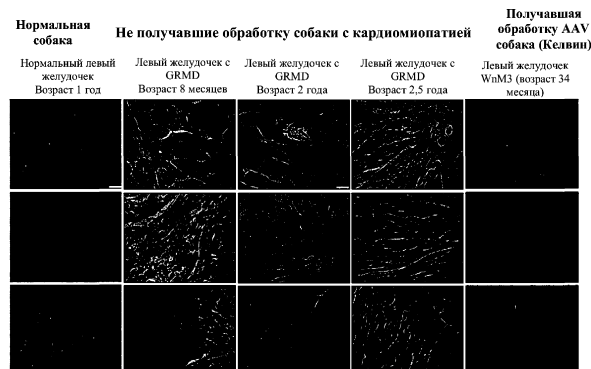 Нормальная
собака
Не получавшие обработку собаки с кардиомиопатией
Получавшая
обработку AAV
собака (Келвин)
Нормальный левый
желудочек
Возраст 1 год
Левый желудочек с
GRMD
Возраст 8 месяцев
Левый желудочек с
GRMD
Возраст 2 года
Левый желудочек с
GRMD
Возраст 2,5 года
Левый желудочек
WnM3 (возраст 34
месяца)